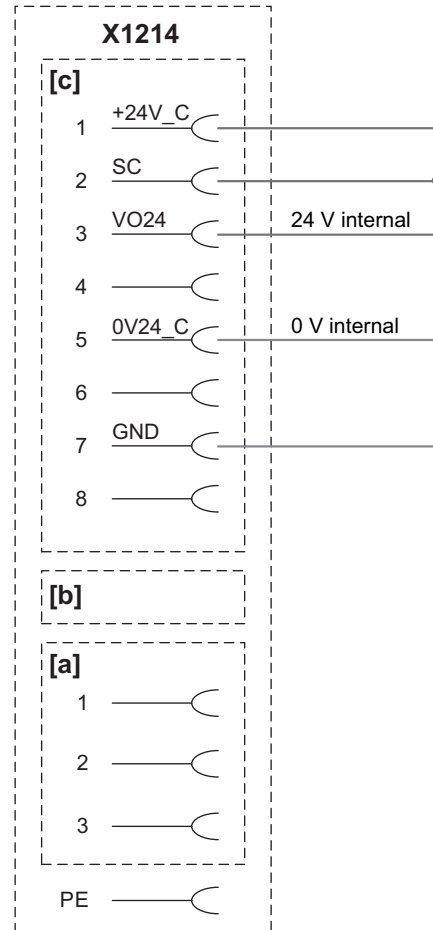 X1214
[c]
1 +24V_C
2 SC
3 VO24 24 V internal
4
5 0V24_C 0 V internal
6
7 GND
8
[b]
[a]
1
2
3
PE